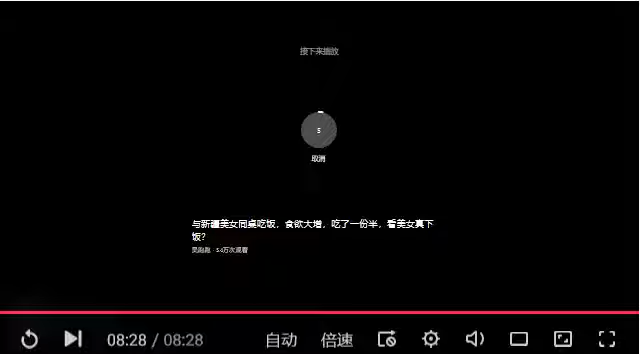 接下来播放
5
取消
与新疆美女同桌吃饭，食欲大增，吃了一份半，看美女真下
饭？
08:28 / 08:28 自动 倍速